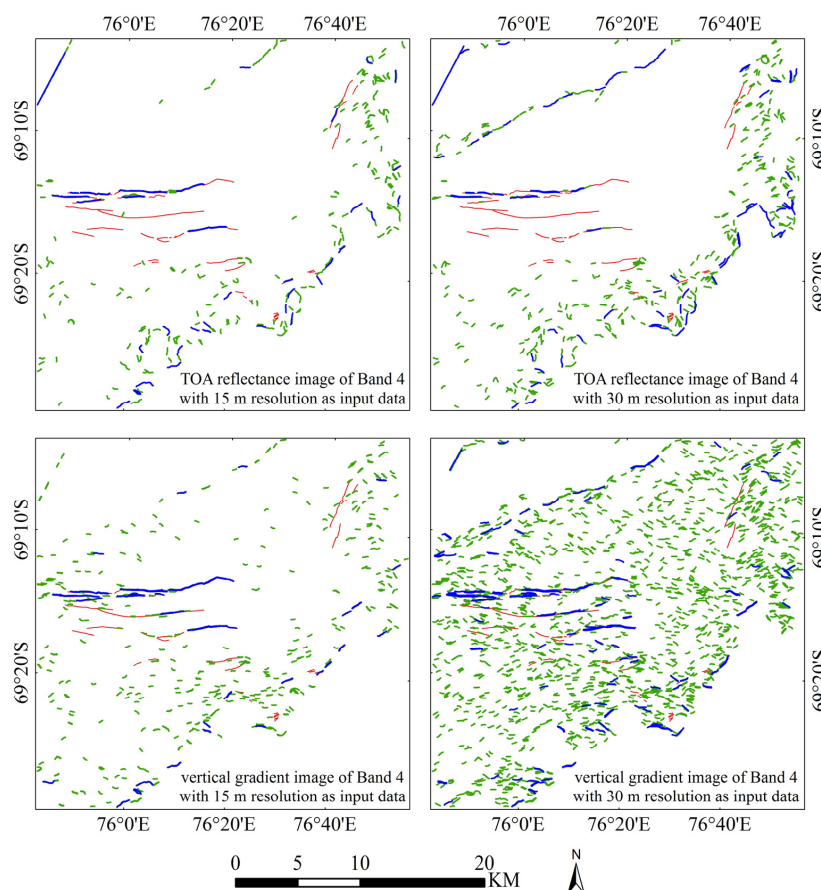 76°0'E 76°20'E 76°40'E 76°0'E 76°20'E 76°40'E
69°10'S
69°20'S
69°10'S
69°20'S
TOA reflectance image of Band 4
with 15 m resolution as input data
TOA reflectance image of Band 4
with 30 m resolution as input data
69°10'S
69°20'S
69°10'S
69°20'S
vertical gradient image of Band 4
with 15 m resolution as input data
vertical gradient image of Band 4
with 30 m resolution as input data
76°0'E 76°20'E 76°40'E 76°0'E 76°20'E 76°40'E
0 5 10 20
KM
N